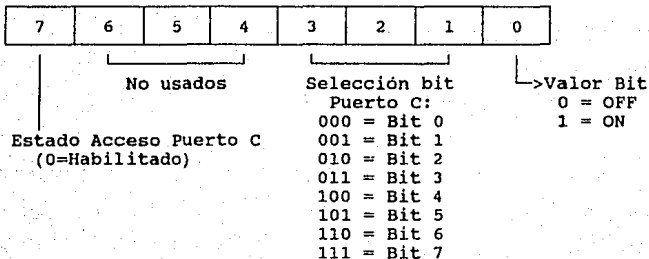 7 6 5 4 3 2 1 0
No usados
Selección bit
Puerto C:
000 = Bit 0
001 = Bit 1
010 = Bit 2
011 = Bit 3
100 = Bit 4
101 = Bit 5
110 = Bit 6
111 = Bit 7
>Valor Bit
0 = OFF
1 = ON
Estado Acceso Puerto C
(0=Habilitado)